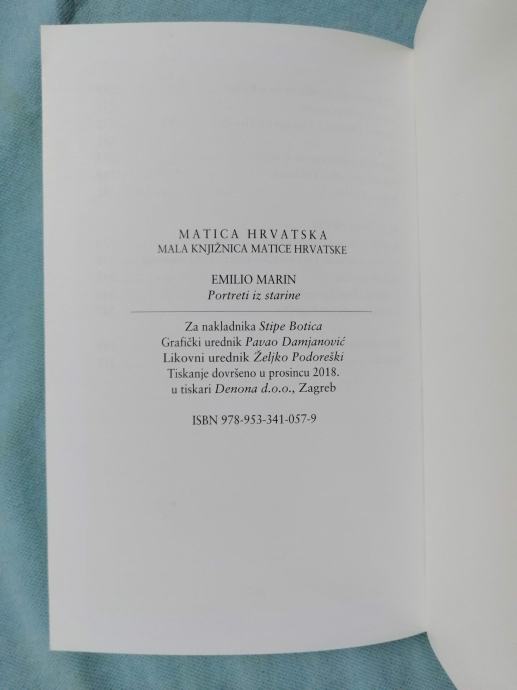 MATICA HRVATSKA
MALA KNJIŽNICA MATICE HRVATSKE
EMILIO MARIN
Portreti iz starine
Za nakladnika Stipe Botica
Grafički urednik Pavao Damjanović
Likovni urednik Željko Podoreški
Tiskanje dovršeno u prosincu 2018.
u tiskari Denona d.o.o., Zagreb
ISBN 978-953-341-057-9